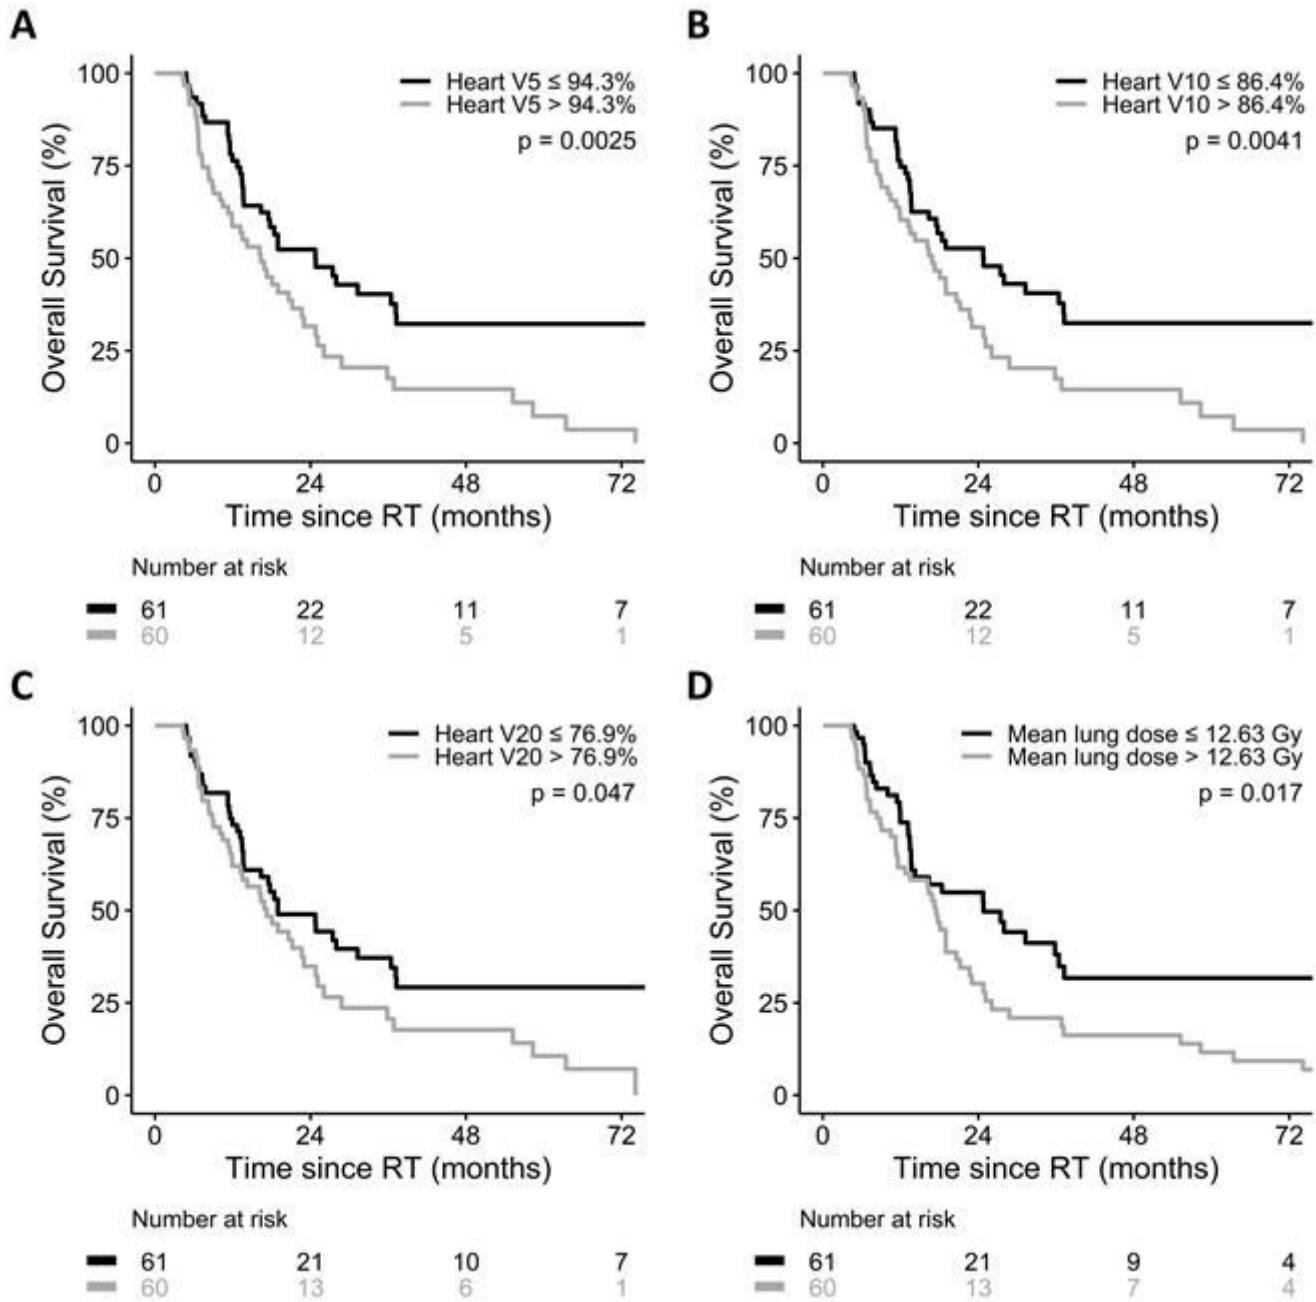 A
Overall Survival (%)
100
75
50
25
0
Heart V5 ≤ 94.3%
Heart V5 > 94.3%
p = 0.0025
0 24 48 72
Time since RT (months)
Number at risk
61 22 11 7
60 12 5 1
B
Overall Survival (%)
100
75
50
25
0
Heart V10 ≤ 86.4%
Heart V10 > 86.4%
p = 0.0041
0 24 48 72
Time since RT (months)
Number at risk
61 22 11 7
60 12 5 1
C
Overall Survival (%)
100
75
50
25
0
Heart V20 ≤ 76.9%
Heart V20 > 76.9%
p = 0.047
0 24 48 72
Time since RT (months)
Number at risk
61 21 10 7
60 13 6 1
D
Overall Survival (%)
100
75
50
25
0
Mean lung dose ≤ 12.63 Gy
Mean lung dose > 12.63 Gy
p = 0.017
0 24 48 72
Time since RT (months)
Number at risk
61 21 9 4
60 13 7 4